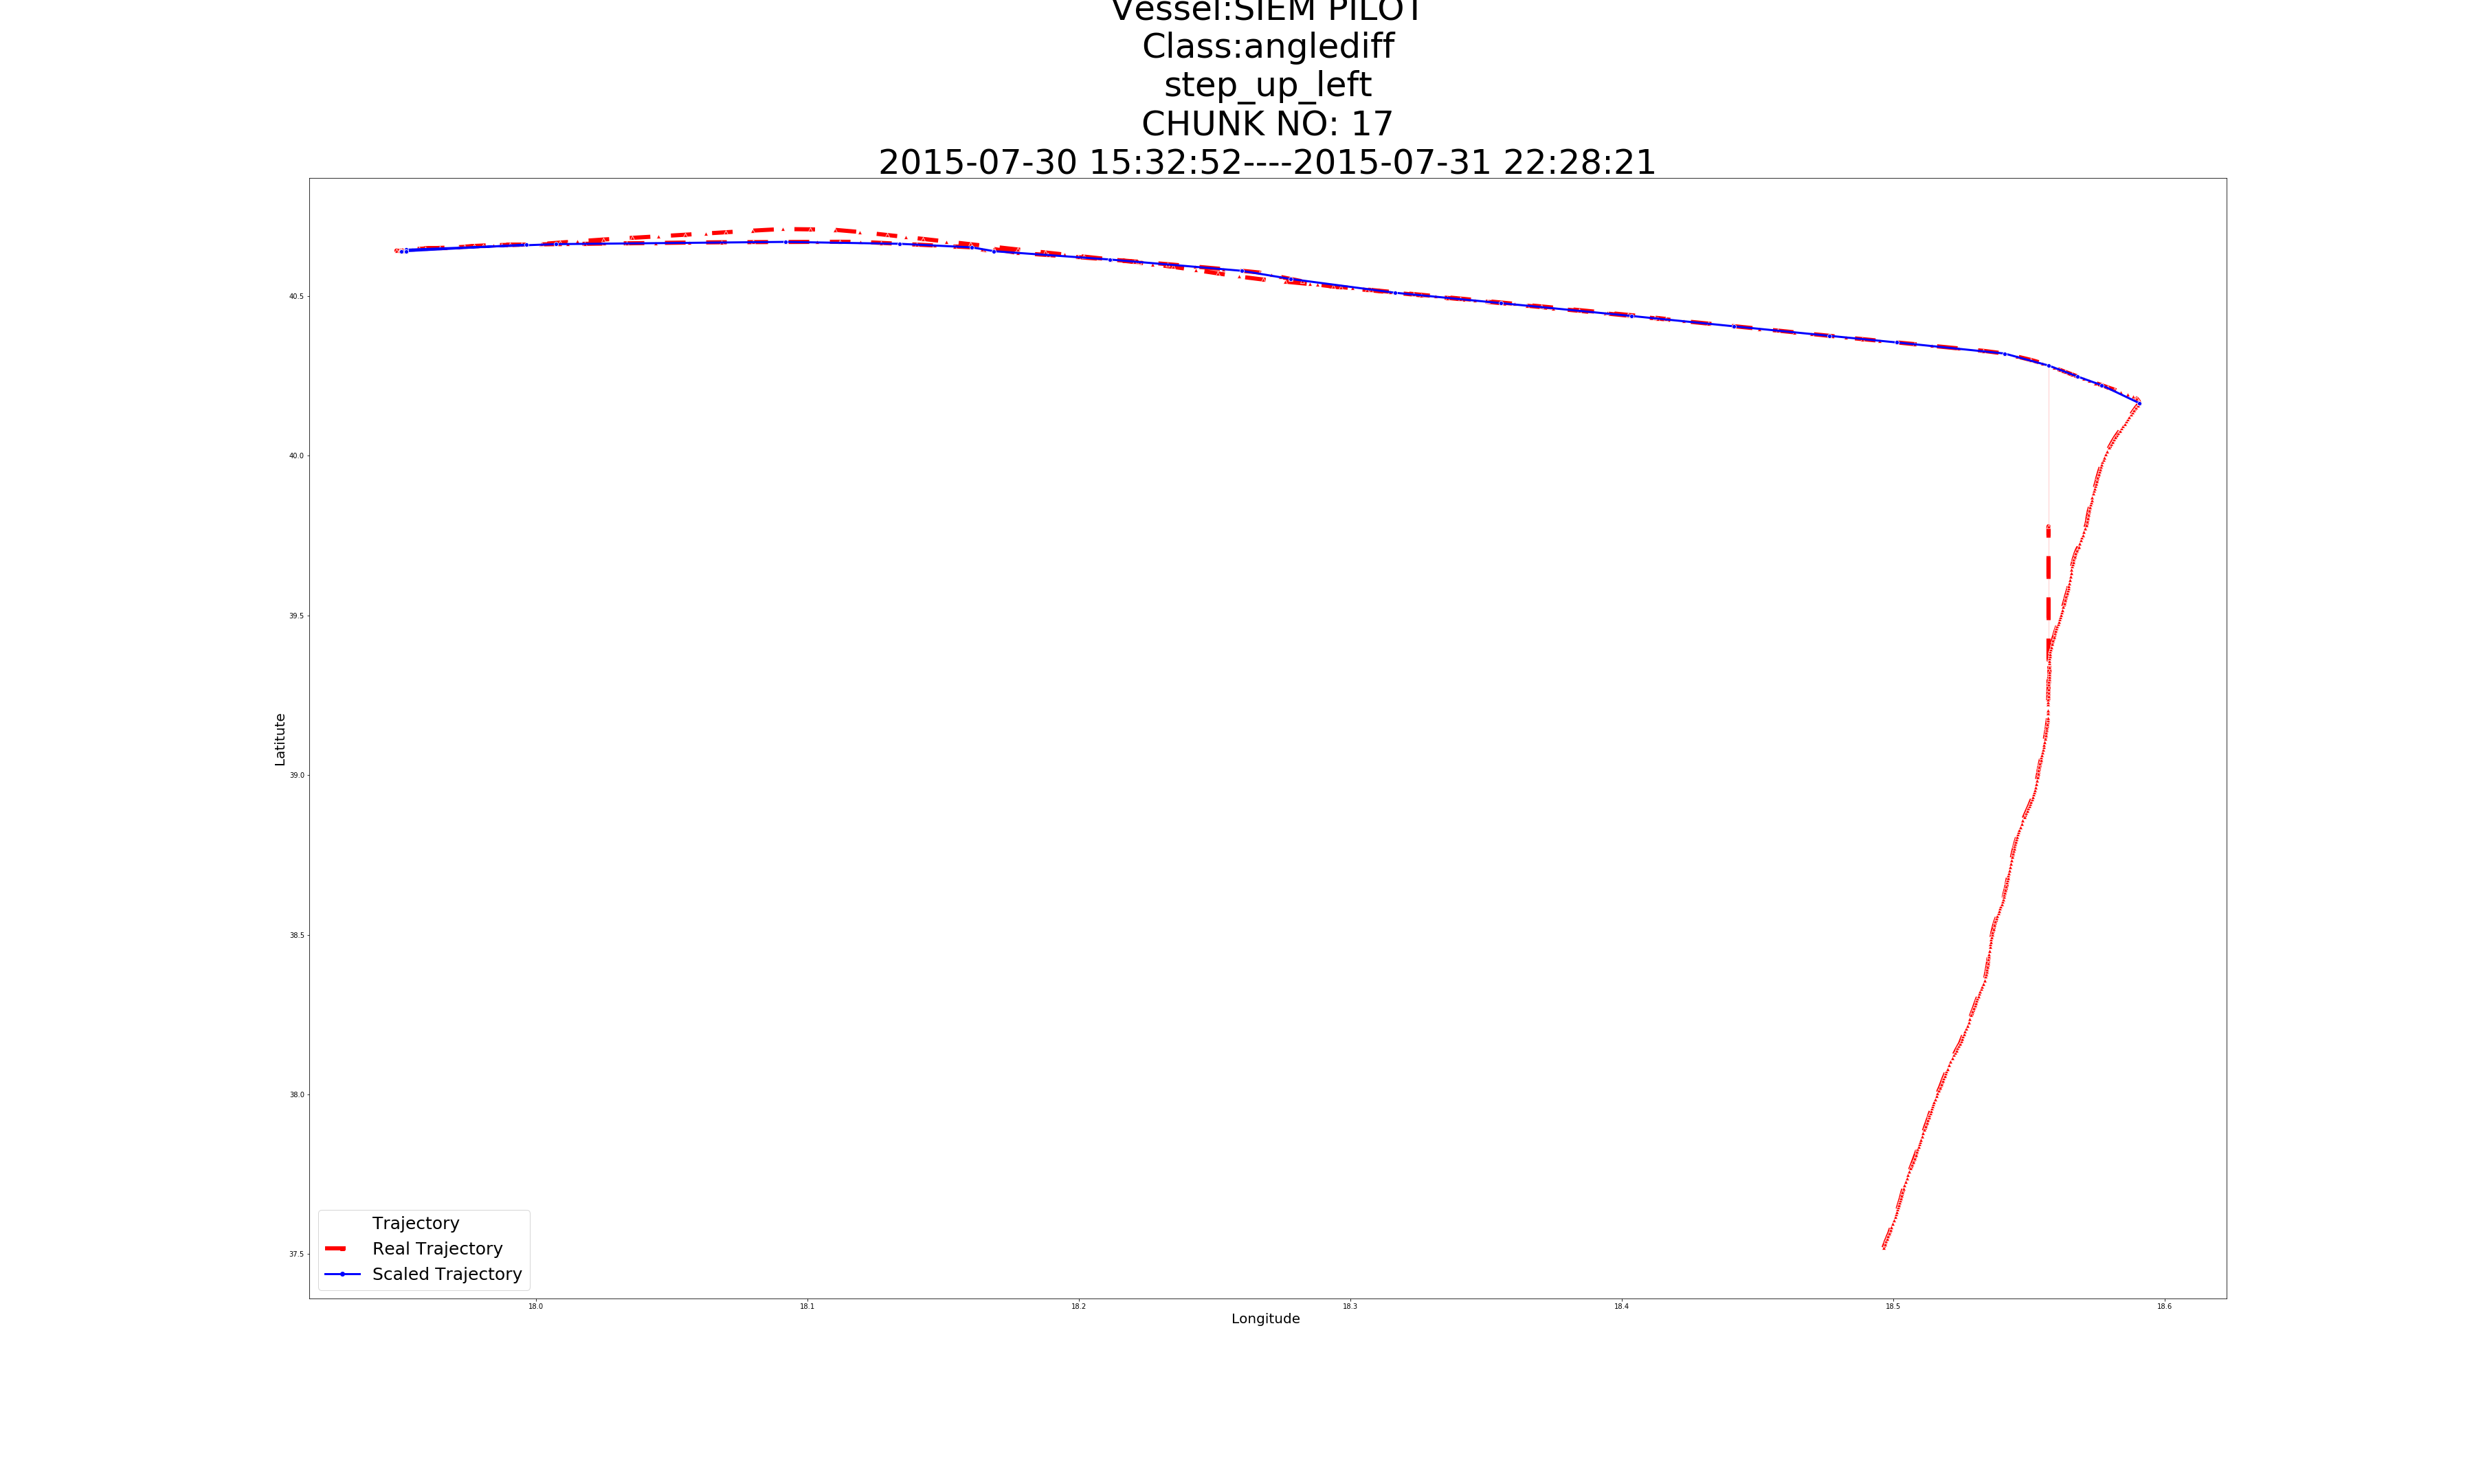 Vessel:SIEM PILOT
Class:anglediff
step_up_left
CHUNK NO: 17
2015-07-30 15:32:52----2015-07-31 22:28:21
40.5
40.0
39.5
39.0
38.5
38.0
37.5
Latitute
Trajectory
Real Trajectory
Scaled Trajectory
18.0 18.1 18.2 18.3 18.4 18.5 18.6
Longitude